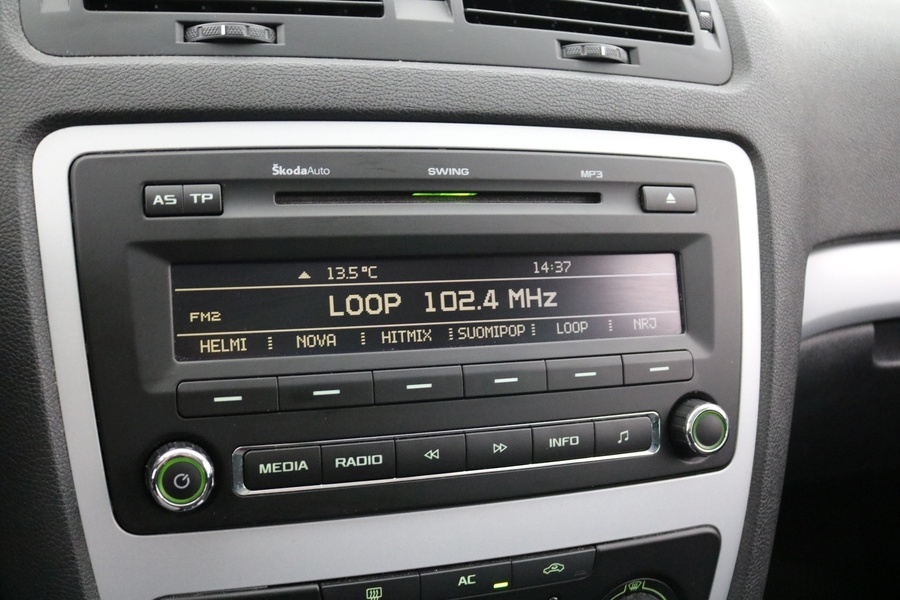 ŠkodaAuto SWING MP3
AS TP
13.5°C 14:37
LOOP 102.4 MHz
FM2
HELMI NOVA HITMIX SUOMIPOP LOOP NRJ
MEDIA RADIO INFO
AC